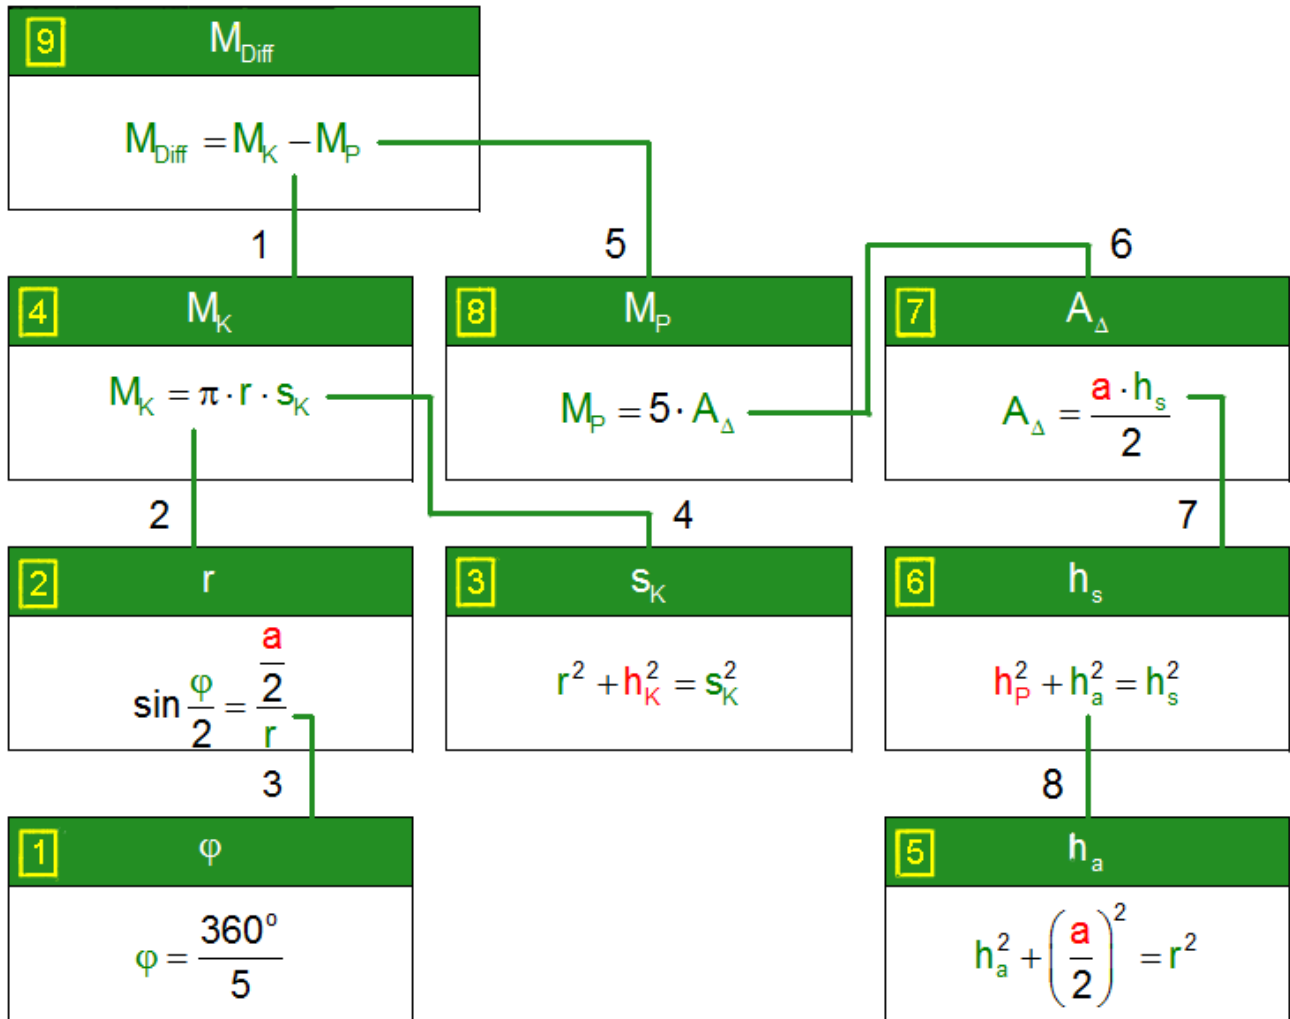 9 M_Diff
M_Diff = M_K − M_P
1 5 6
4 M_K
8 M_P
7 A_Δ
M_K = π · r · s_K
M_P = 5 · A_Δ
A_Δ = (a · h_s) / 2
2 4 7
2 r
3 s_K
6 h_s
sin φ/2 = (a/2) / r
r² + h_K² = s_K²
h_P² + h_a² = h_s²
3 8
1 φ
5 h_a
φ = 360° / 5
h_a² + (a/2)² = r²